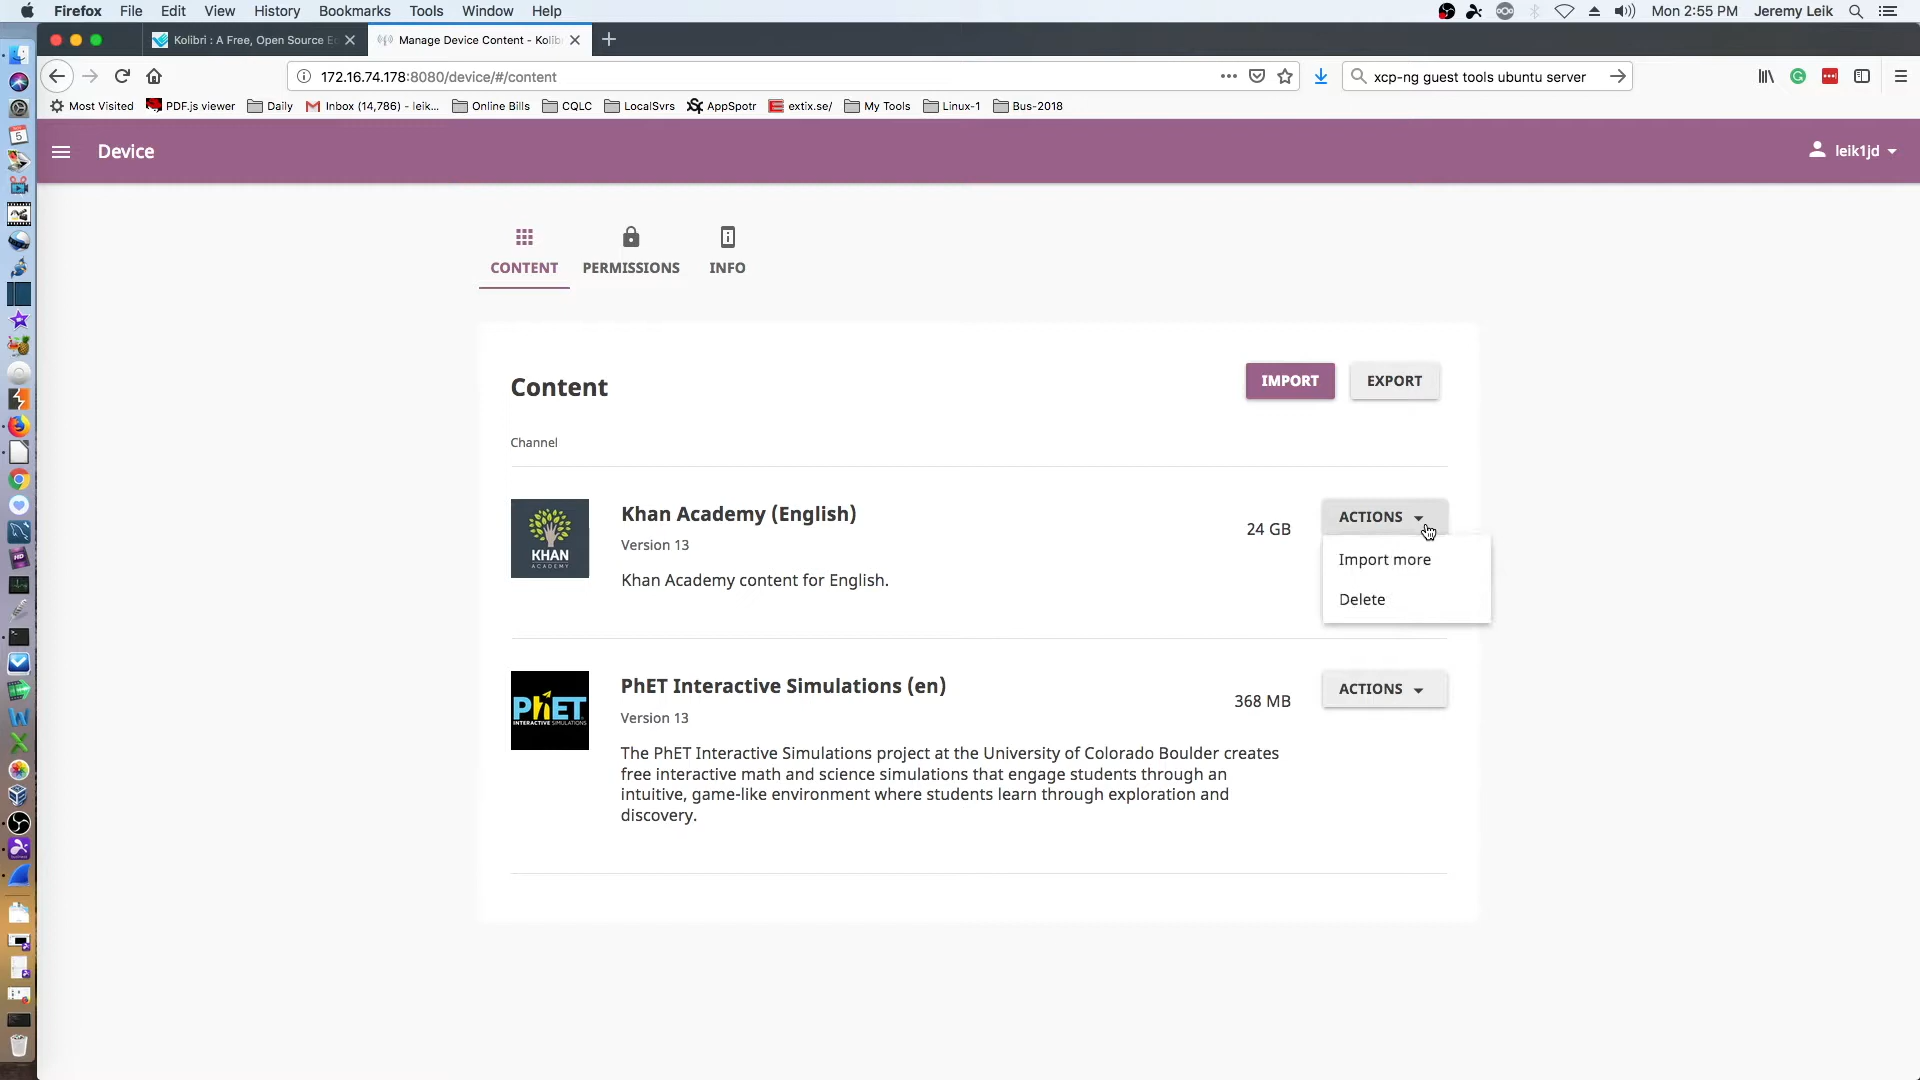 Firefox File Edit View History Bookmarks Tools Window Help
Mon 2:55 PM Jeremy Leik
Kolibri : A Free, Open Source E
Manage Device Content - Kolib
172.16.74.178:8080/device/#/content
xcp-ng guest tools ubuntu server
Most Visited PDF.js viewer Daily Inbox (14,786) - leik... Online Bills CQLC LocalSvrs AppSpotr extix.se/ My Tools Linux-1 Bus-2018
Device
leik1jd
CONTENT PERMISSIONS INFO
Content
IMPORT EXPORT
Channel
KHAN
ACADEMY
Khan Academy (English)
Version 13
Khan Academy content for English.
24 GB
ACTIONS
Import more
Delete
PhET
INTERACTIVE SIMULATIONS
PhET Interactive Simulations (en)
Version 13
The PhET Interactive Simulations project at the University of Colorado Boulder creates
free interactive math and science simulations that engage students through an
intuitive, game-like environment where students learn through exploration and
discovery.
368 MB
ACTIONS